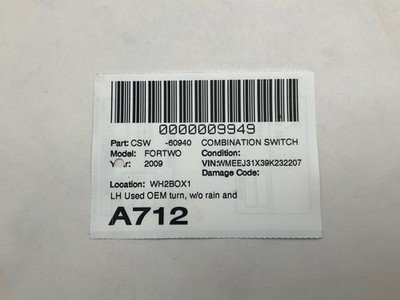 0000009949
Part: CSW -60940 COMBINATION SWITCH
Model: FORTWO Condition:
Year: 2009 VIN:WMEEJ31X39K232207
Damage Code:
Location: WH2BOX1
LH Used OEM turn, w/o rain and
A712